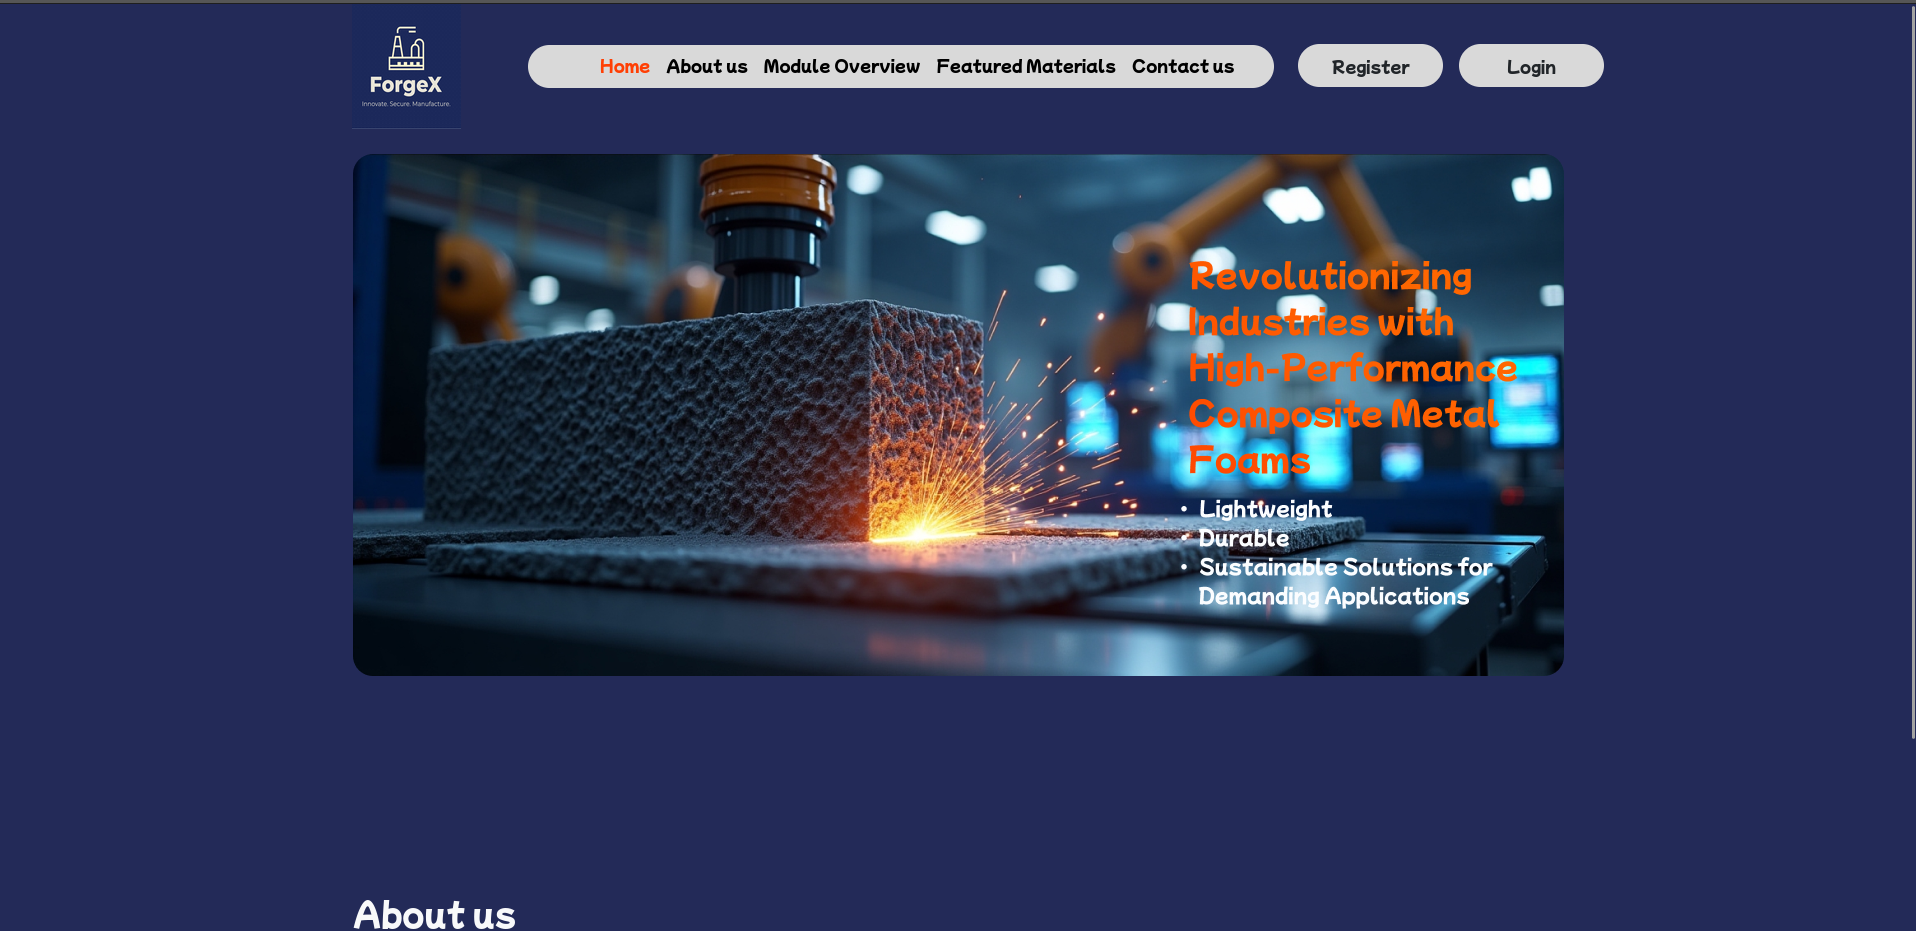 ForgeX
Innovate. Secure. Manufacture.
Home About us Module Overview Featured Materials Contact us
Register
Login
Revolutionizing
Industries with
High-Performance
Composite Metal
Foams
• Lightweight
• Durable
• Sustainable Solutions for
Demanding Applications
About us